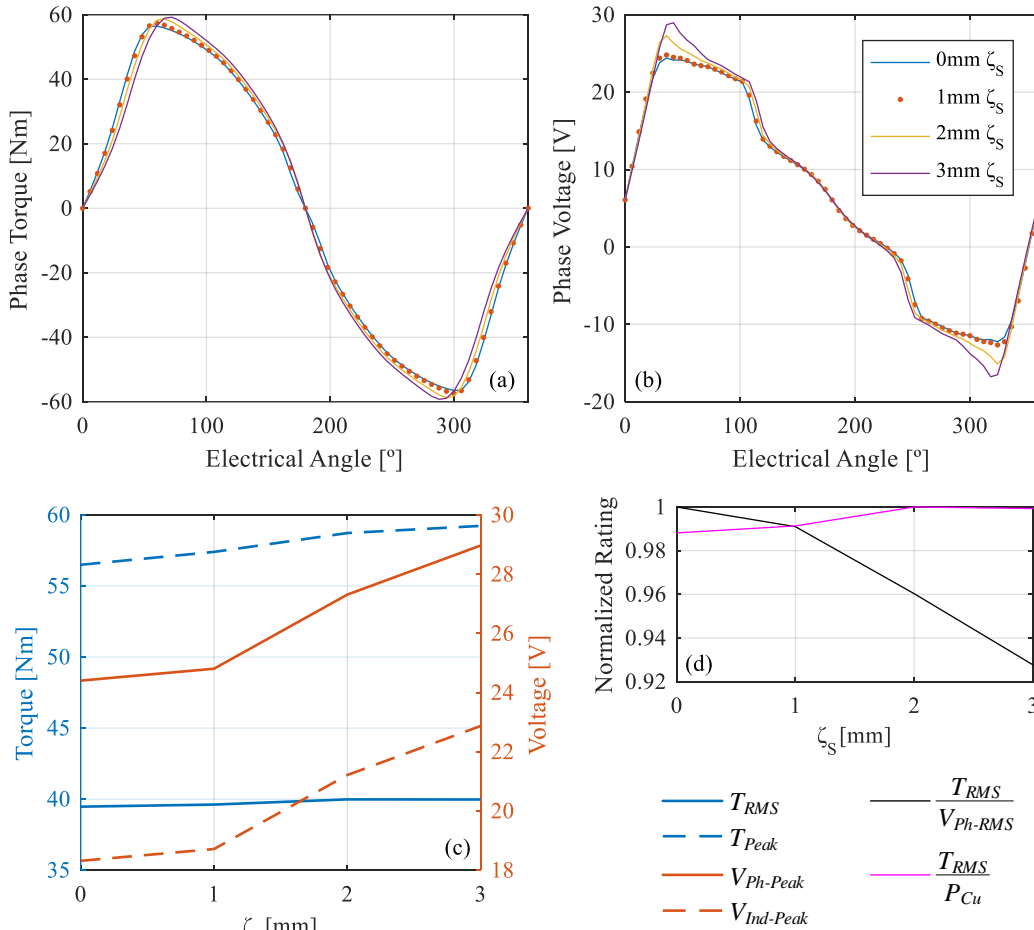 60
40
20
0
-20
-40
-60
0
100
200
300
Phase Torque [Nm]
Electrical Angle [º]
(a)
30
20
10
0
-10
-20
0
100
200
300
Phase Voltage [V]
Electrical Angle [º]
(b)
0mm ζS
1mm ζS
2mm ζS
3mm ζS
60
55
50
45
40
35
Torque [Nm]
30
28
26
24
22
20
18
Voltage [V]
0
1
2
3
(c)
ζ [mm]
1
0.98
0.96
0.94
0.92
Normalized Rating
(d)
0
1
2
3
ζS [mm]
TRMS
TPeak
VPh-Peak
VInd-Peak
TRMS
VPh-RMS
TRMS
PCu